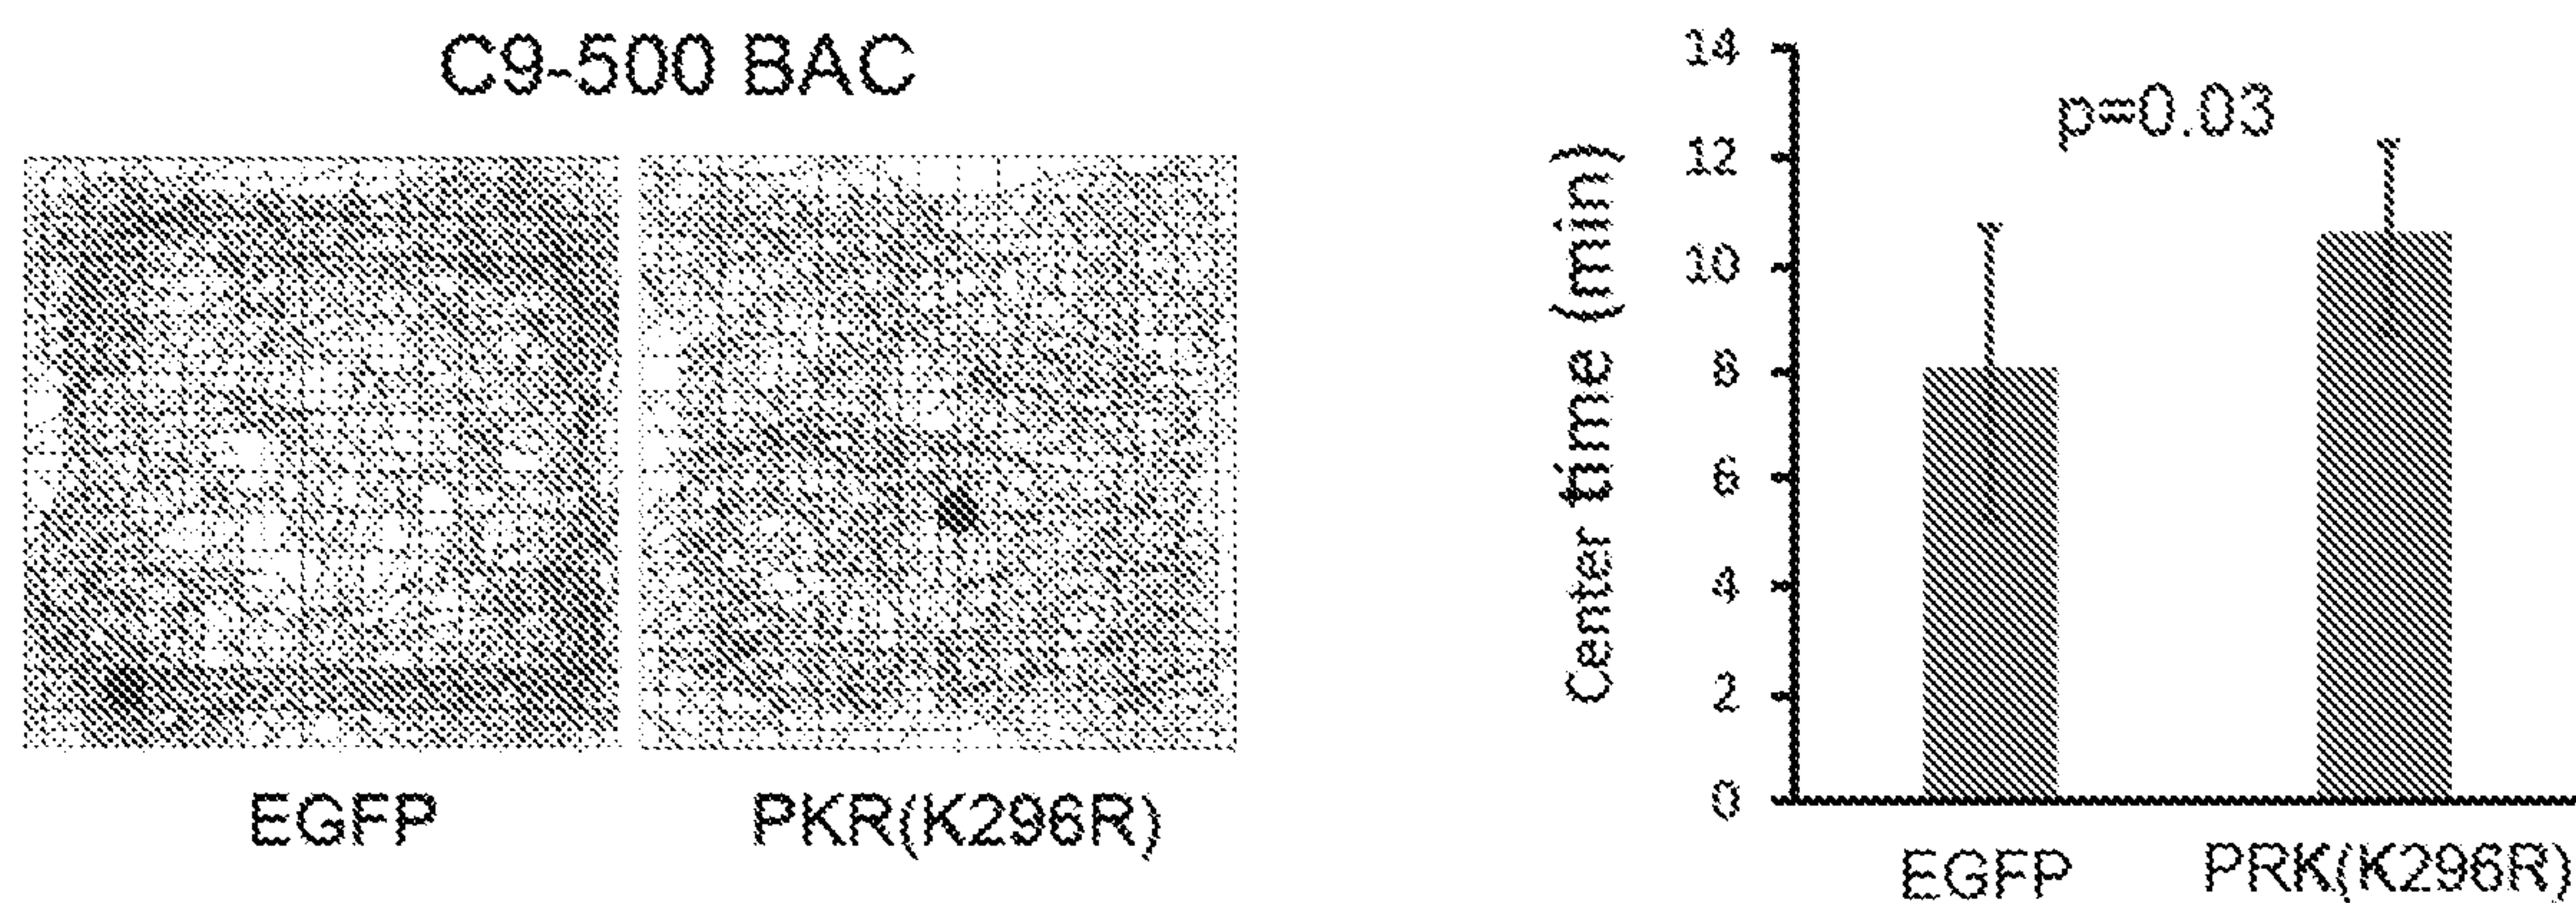 C9-500 BAC
EGFP
PKR(K296R)
Center time (min)
14
12
10
8
6
4
2
0
p=0.03
EGFP
PRK(K296R)